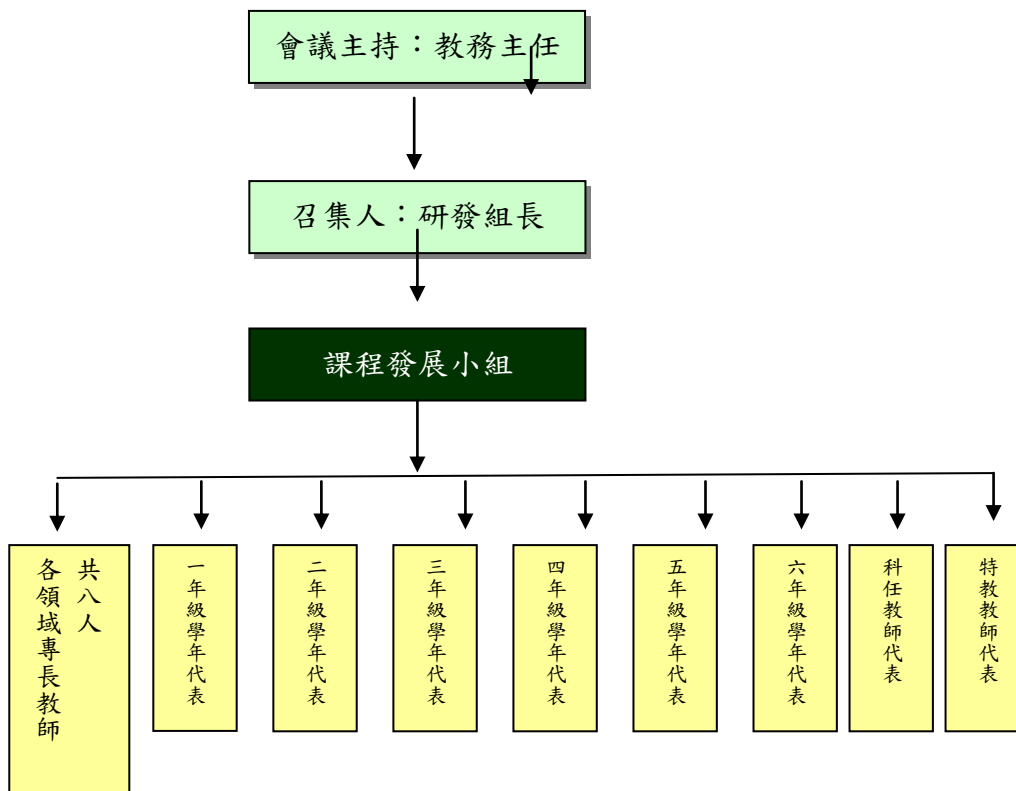 會議主持：教務主任
召集人：研發組長
課程發展小組
共八人
各領域專長教師
一年級學年代表
二年級學年代表
三年級學年代表
四年級學年代表
五年級學年代表
六年級學年代表
科任教師代表
特教教師代表